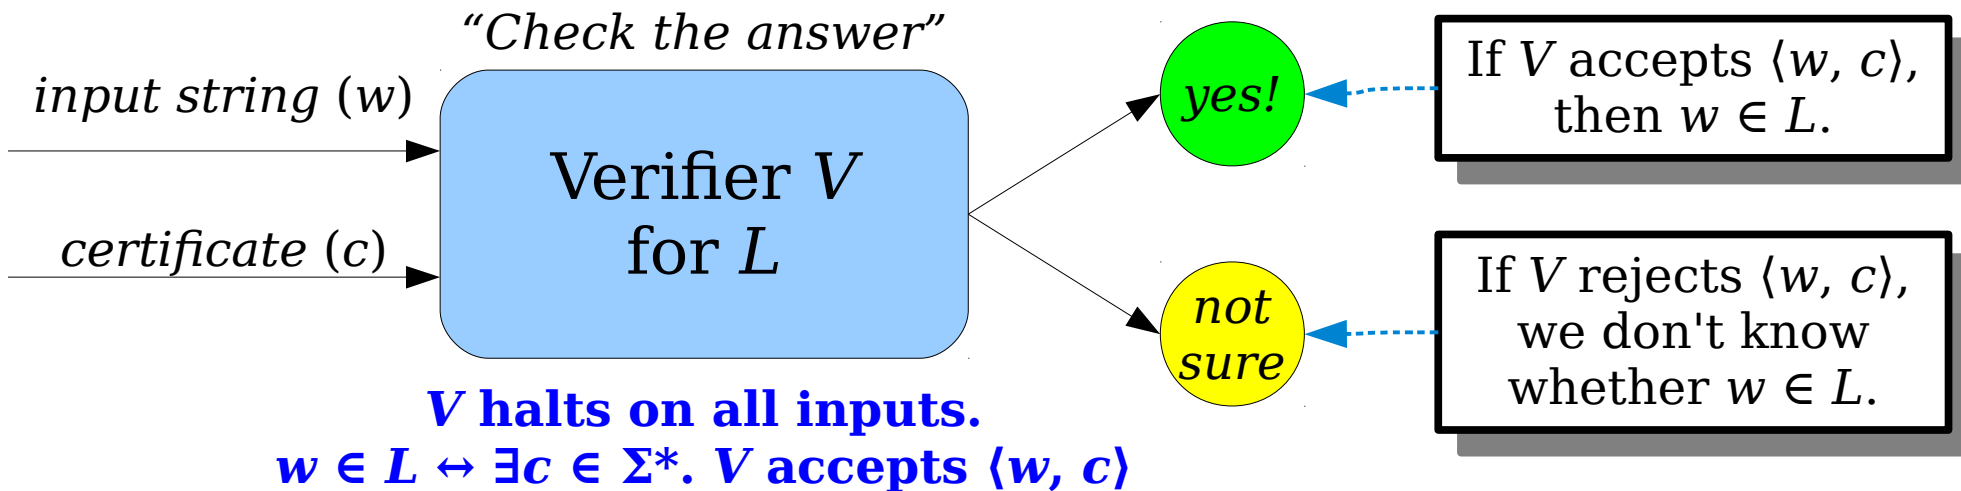 “Check the answer”
input string (w)
certificate (c)
Verifier V
for L
yes!
not
sure
If V accepts ⟨w, c⟩,
then w ∈ L.
If V rejects ⟨w, c⟩,
we don't know
whether w ∈ L.
V halts on all inputs.
w ∈ L ↔ ∃c ∈ Σ*. V accepts ⟨w, c⟩